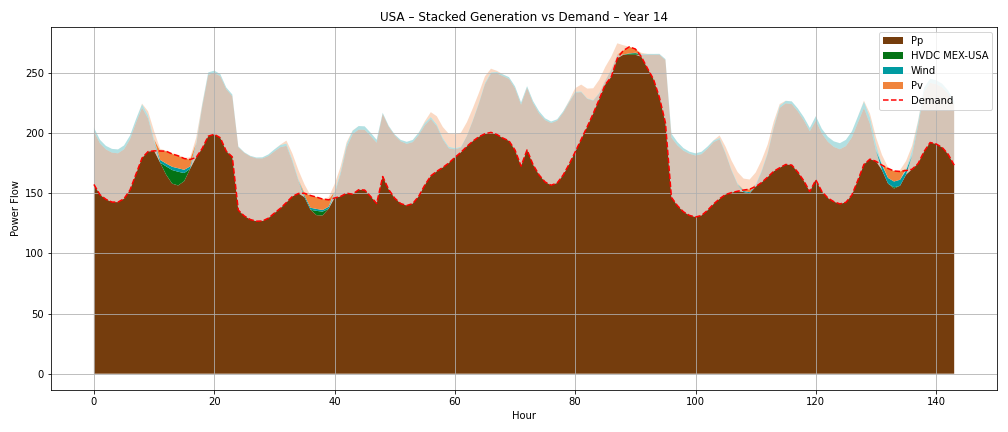 USA – Stacked Generation vs Demand – Year 14
Pp
HVDC MEX-USA
Wind
Pv
Demand
Power Flow
250
200
150
100
50
0
0 20 40 60 80 100 120 140
Hour